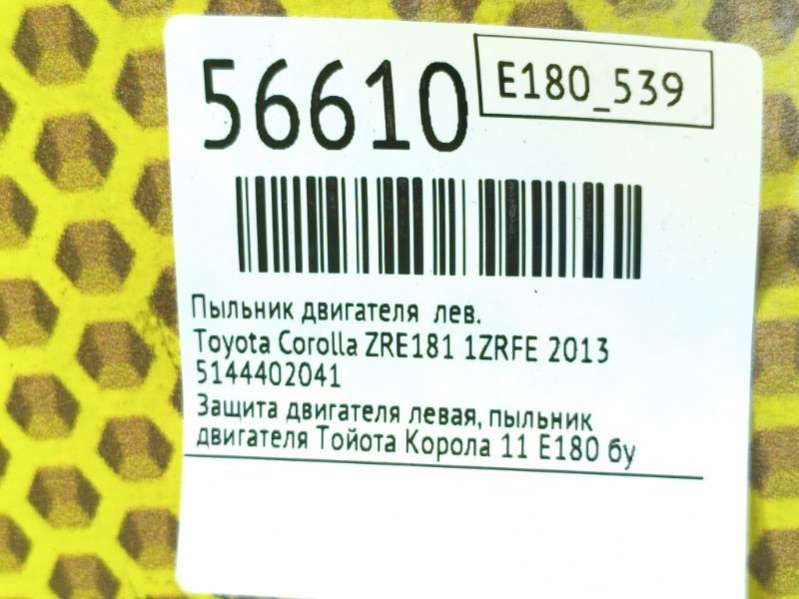 56610
E180_539
Пыльник двигателя лев.
Toyota Corolla ZRE181 1ZRFE 2013
5144402041
Защита двигателя левая, пыльник
двигателя Тойота Корола 11 Е180 бу